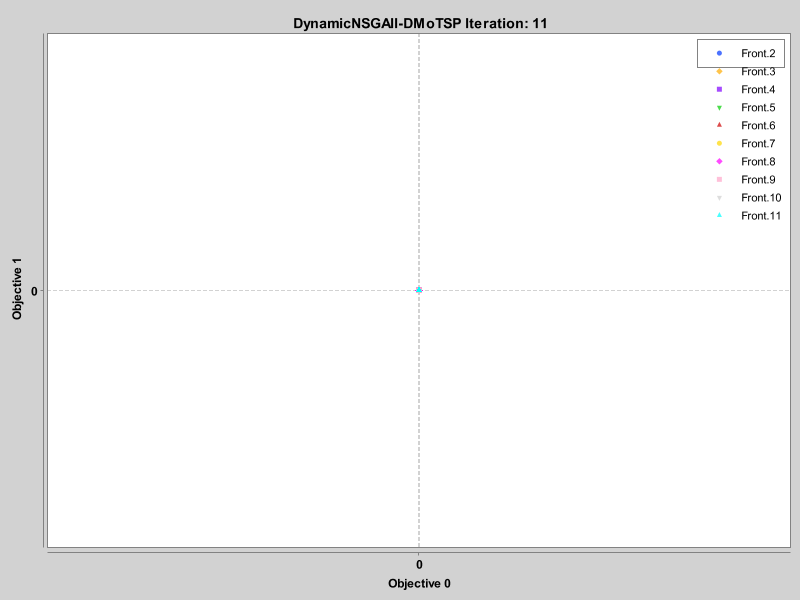 DynamicNSGAII-DMoTSP Iteration: 11
Front.2
Front.3
Front.4
Front.5
Front.6
Front.7
Front.8
Front.9
Front.10
Front.11
Objective 1
0
0
Objective 0